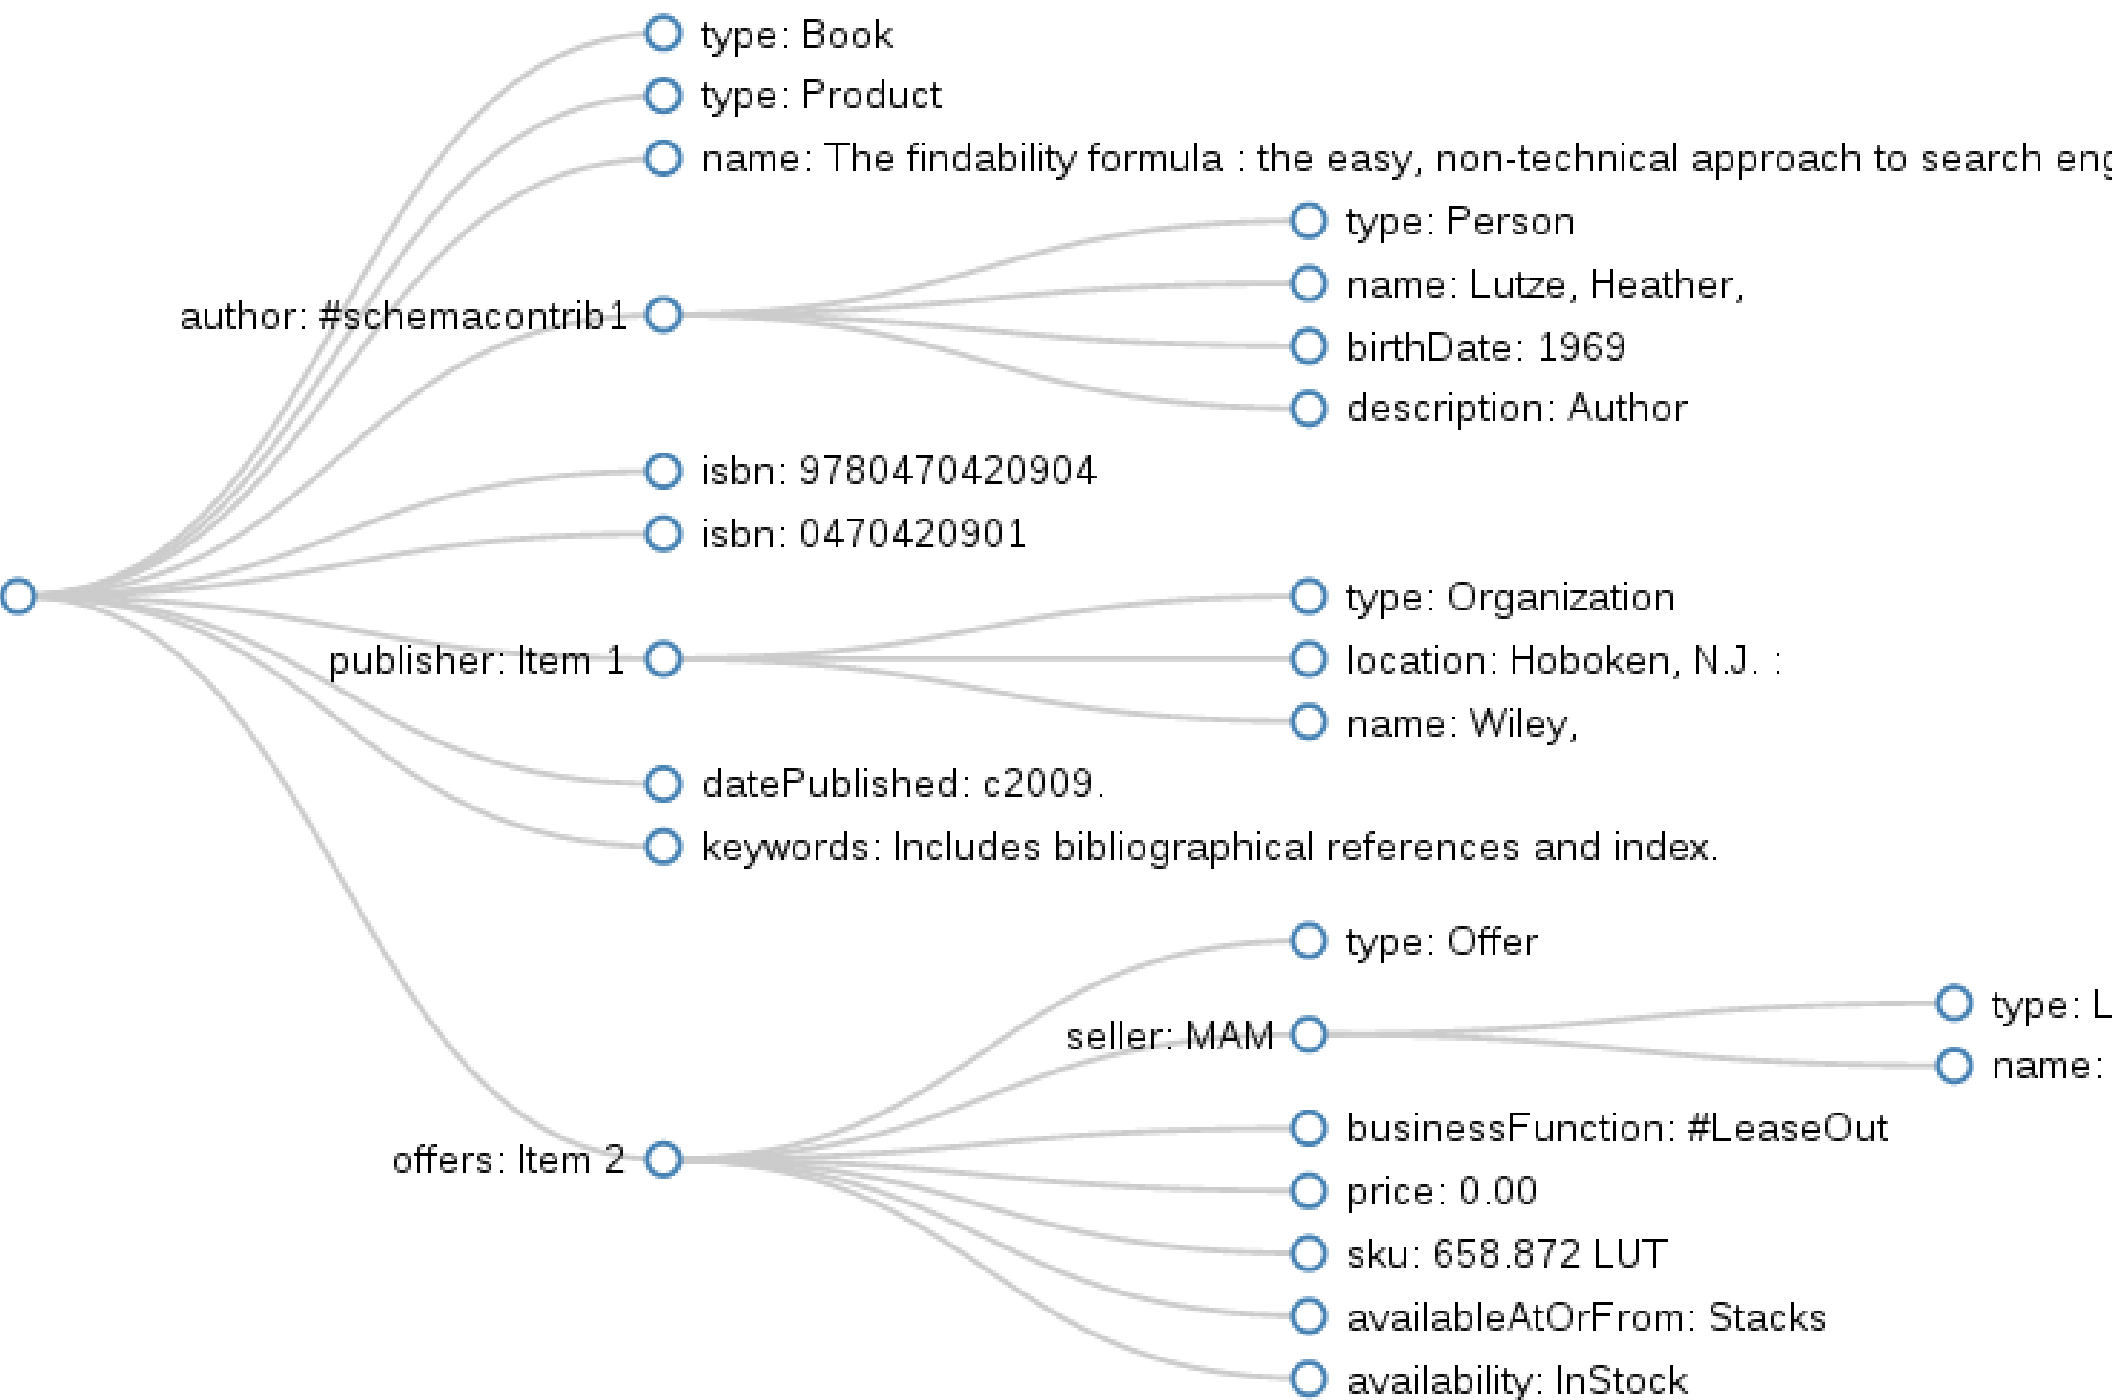 type: Book
type: Product
name: The findability formula : the easy, non-technical approach to search
type: Person
name: Lutze, Heather,
birthDate: 1969
description: Author
author: #schemacontrib1
isbn: 9780470420904
isbn: 0470420901
type: Organization
location: Hoboken, N.J. :
name: Wiley,
publisher: Item 1
datePublished: c2009.
keywords: Includes bibliographical references and index.
type: Offer
type:
seller: MAM
name:
businessFunction: #LeaseOut
offers: Item 2
price: 0.00
sku: 658.872 LUT
availableAtOrFrom: Stacks
availability: InStock